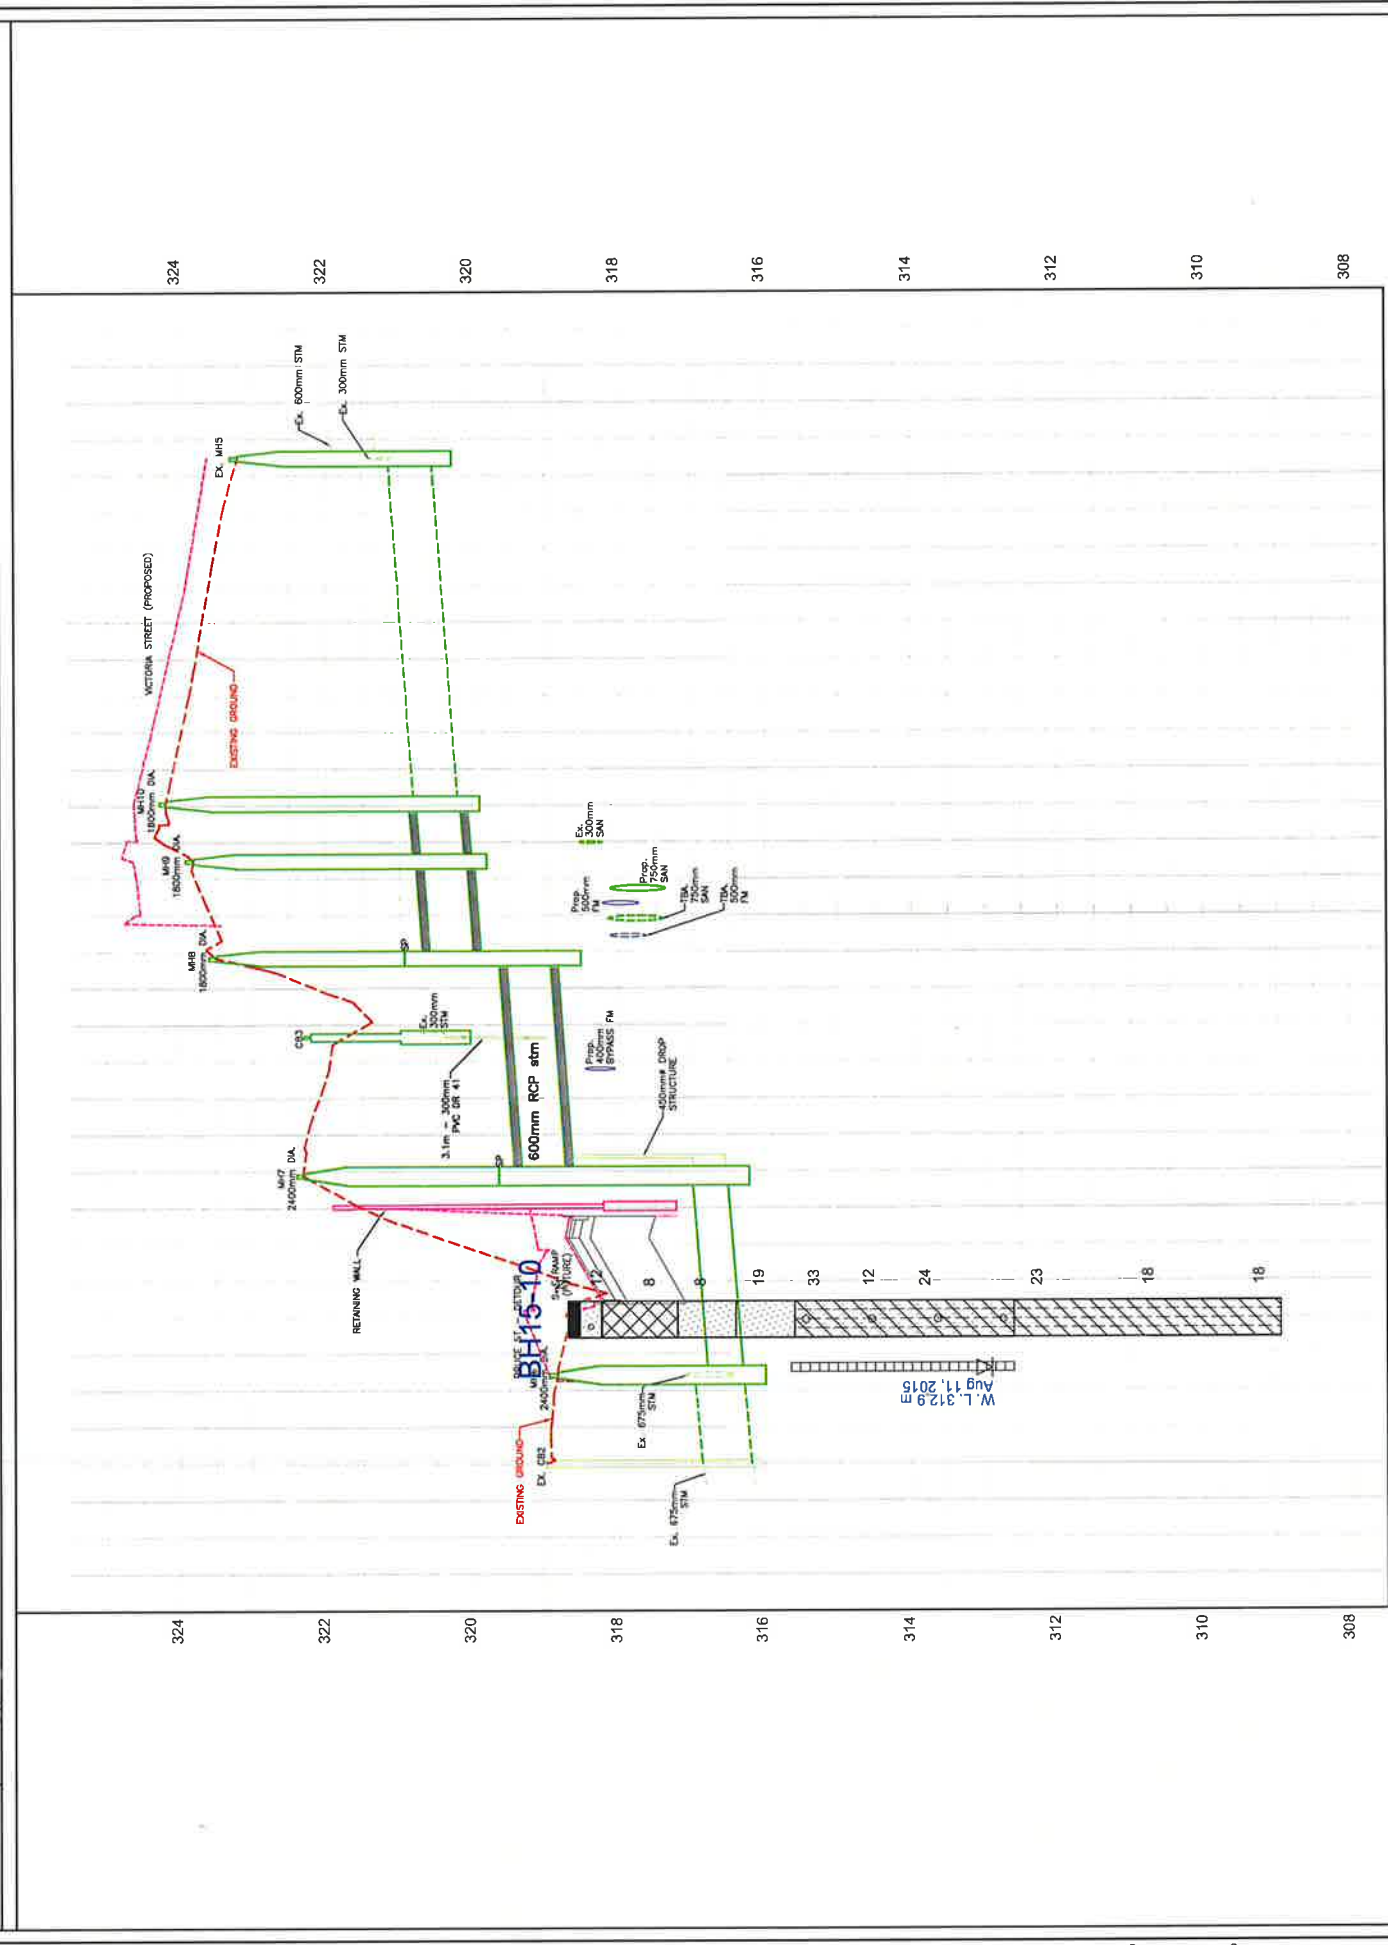 324
322
320
318
316
314
312
310
308
VICTORIA STREET (PROPOSED)
EX. MH5
Ex. 600mm STM
Ex. 300mm STM
EXISTING GROUND
MH10
1800mm DIA.
MH9
1800mm DIA.
MH8
1800mm DIA.
SP
Ex.
300mm
SAN
Prop.
750mm
SAN
Prop.
500mm
FM
TBA.
750mm
SAN
TBA.
500mm
FM
CB3
Ex.
300mm
STM
3.1m - 300mm
PVC DR 41
600mm RCP stm
Prop.
400mm
BYPASS FM
450mmø DROP
STRUCTURE
MH7
2400mm DIA.
SP
RETAINING WALL
BH15-10
12
8
8
19
33
12
24
23
18
18
EXISTING GROUND
EX. CB2
2400mm
Ex. 675mm
STM
Ex. 675mm
STM
W. L. 312.9 m
Aug 11, 2015
324
322
320
318
316
314
312
310
308